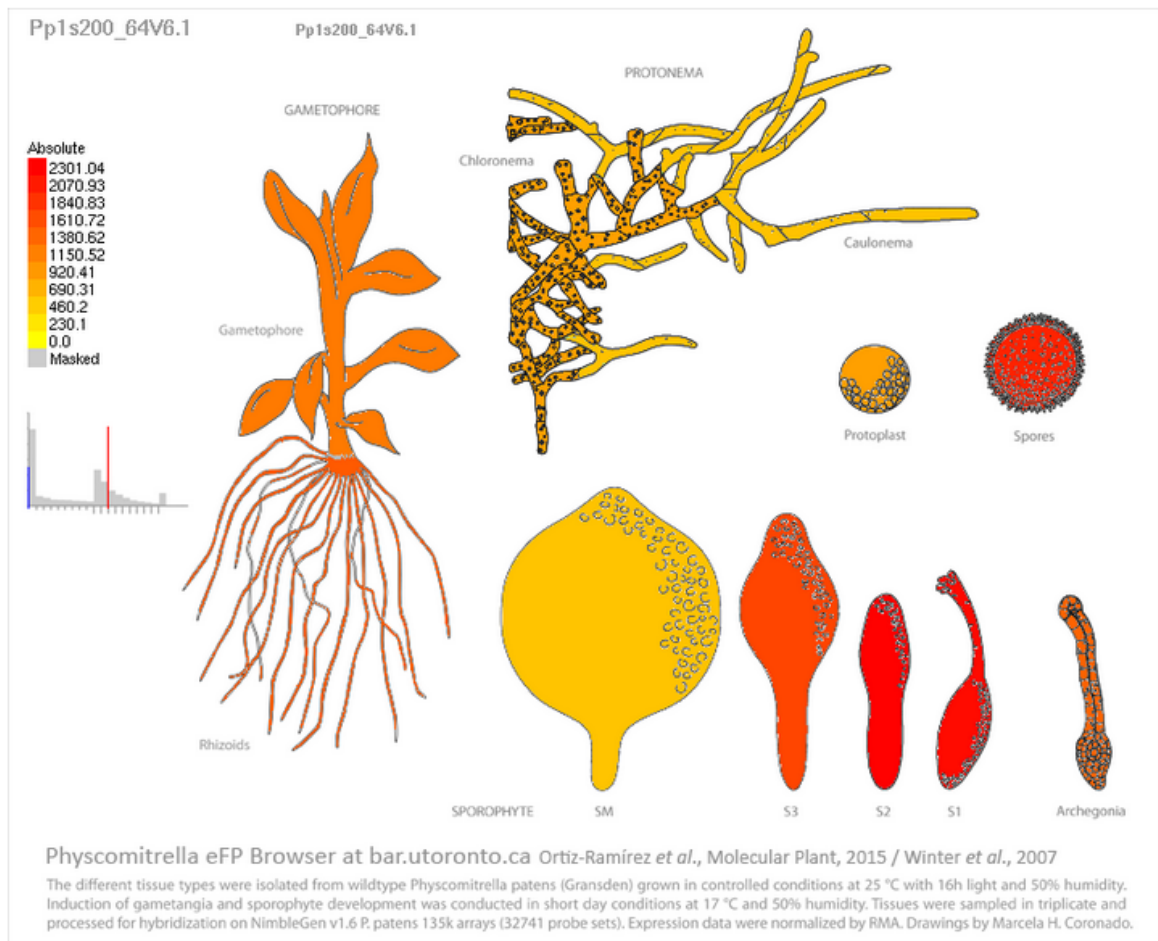 Pp1s200_64V6.1
Pp1s200_64V6.1
PROTONEMA
GAMETOPHORE
Absolute
2301.04
2070.93
1840.83
1610.72
1380.62
1150.52
920.41
690.31
460.2
230.1
0.0
Masked
Chloronema
Caulonema
Gametophore
Protoplast
Spores
Rhizoids
SPOROPHYTE
SM
S3
S2
S1
Archegonia
Physcomitrella eFP Browser at bar.utoronto.ca Ortiz-Ramírez et al., Molecular Plant, 2015 / Winter et al., 2007
The different tissue types were isolated from wildtype Physcomitrella patens (Gransden) grown in controlled conditions at 25 °C with 16h light and 50% humidity.
Induction of gametangia and sporophyte development was conducted in short day conditions at 17 °C and 50% humidity. Tissues were sampled in triplicate and
processed for hybridization on NimbleGen v1.6 P. patens 135k arrays (32741 probe sets). Expression data were normalized by RMA. Drawings by Marcela H. Coronado.